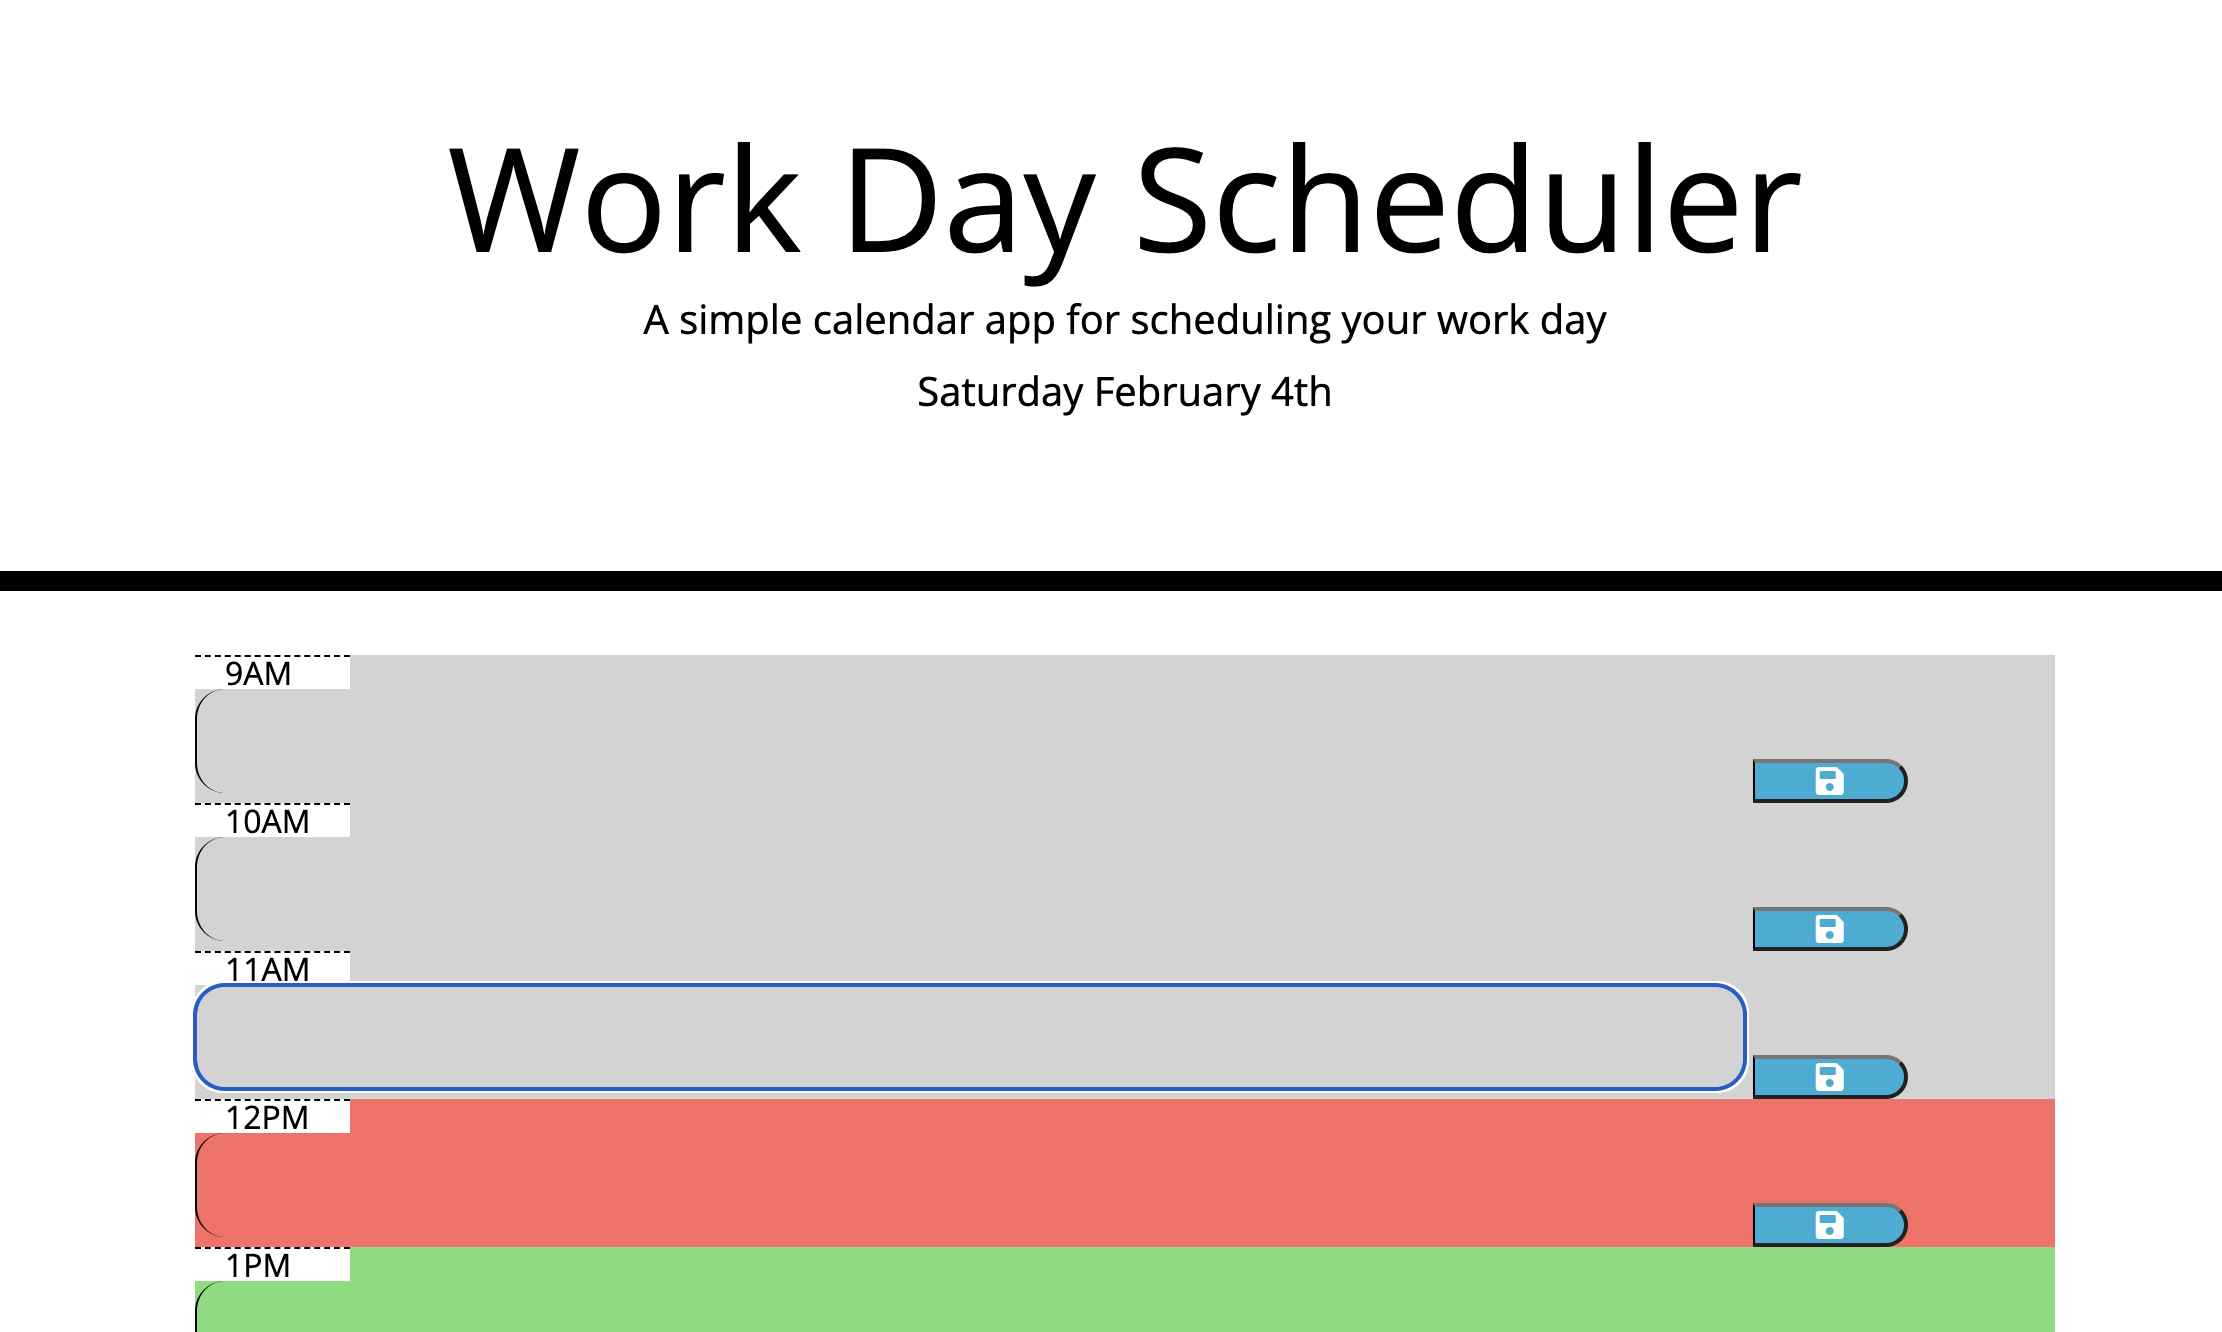 Work Day Scheduler
A simple calendar app for scheduling your work day
Saturday February 4th
9AM
10AM
11AM
12PM
1PM